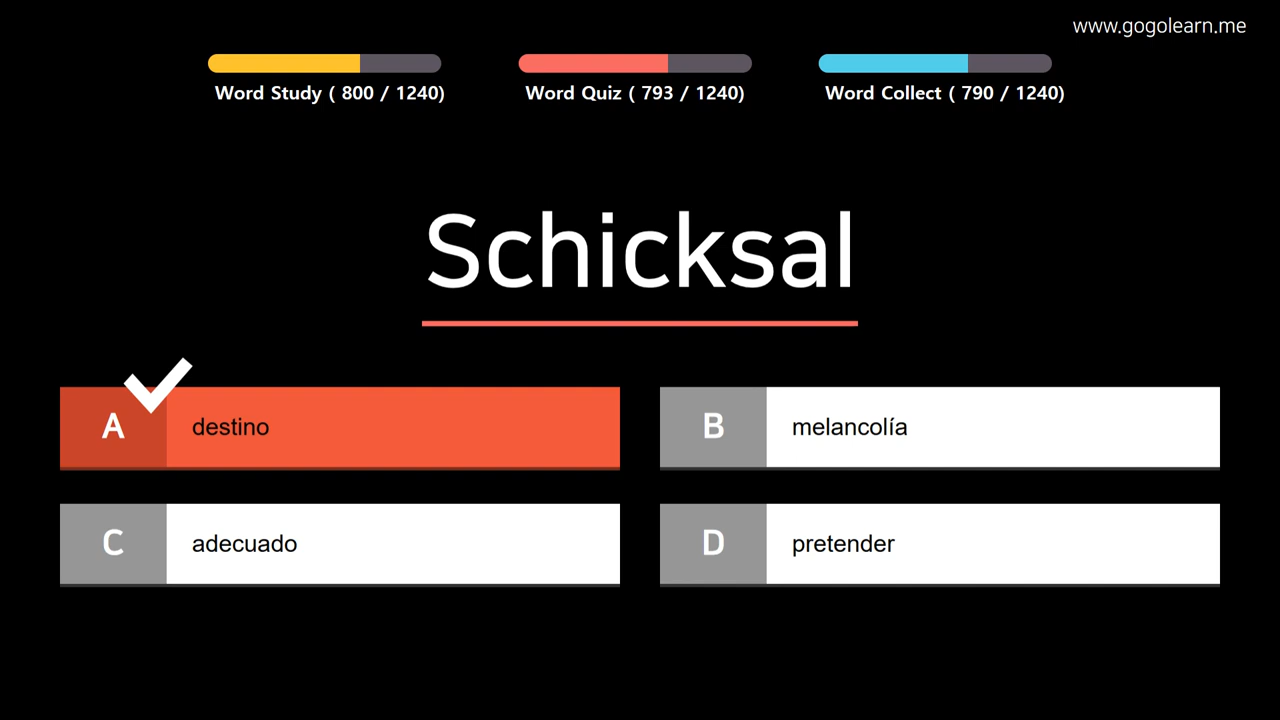 www.gogolearn.me
Word Study ( 800 / 1240)
Word Quiz ( 793 / 1240)
Word Collect ( 790 / 1240)
Schicksal
A destino
B melancolía
C adecuado
D pretender